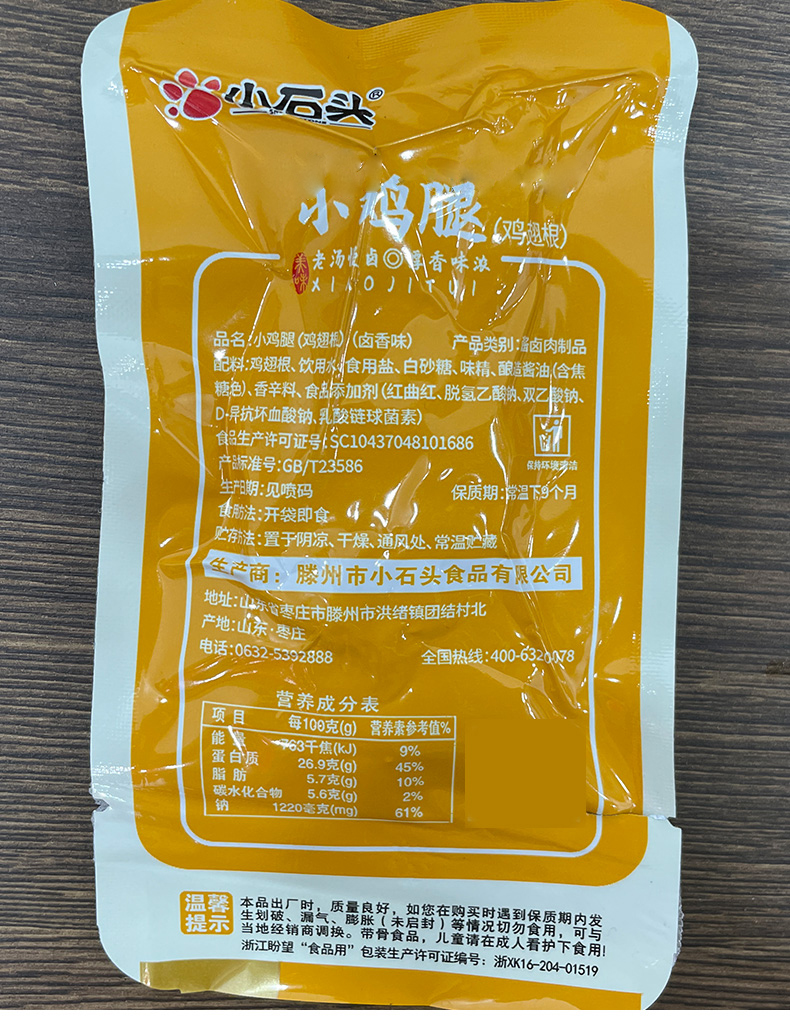 小石头®
小鸡腿(鸡翅根)
美味
老汤慢卤◎醇香味浓
XIAOJITUI
品名:小鸡腿(鸡翅根)(卤香味) 产品类别:酱卤肉制品
配料:鸡翅根、饮用水、食用盐、白砂糖、味精、酿造酱油(含焦
糖色)、香辛料、食品添加剂(红曲红、脱氢乙酸钠、双乙酸钠、
D-异抗坏血酸钠、乳酸链球菌素)
食品生产许可证号:SC10437048101686
产品标准号:GB/T23586
保持环境清洁
生产日期:见喷码 保质期:常温下9个月
食用方法:开袋即食
贮存方法:置于阴凉、干燥、通风处、常温贮藏
生产商:滕州市小石头食品有限公司
地址:山东省枣庄市滕州市洪绪镇团结村北
产地:山东·枣庄
电话:0632-5392888 全国热线:400-6320078
营养成分表
项目 每100克(g) 营养素参考值%
能量 763千焦(kJ) 9%
蛋白质 26.9克(g) 45%
脂肪 5.7克(g) 10%
碳水化合物 5.6克(g) 2%
钠 1220毫克(mg) 61%
温馨提示
本品出厂时,质量良好,如您在购买时遇到保质期内发
生划破、漏气、膨胀(未启封)等情况切勿食用,可与
当地经销商调换。带骨食品,儿童请在成人看护下食用!
浙江盼望“食品用”包装生产许可证编号:浙XK16-204-01519